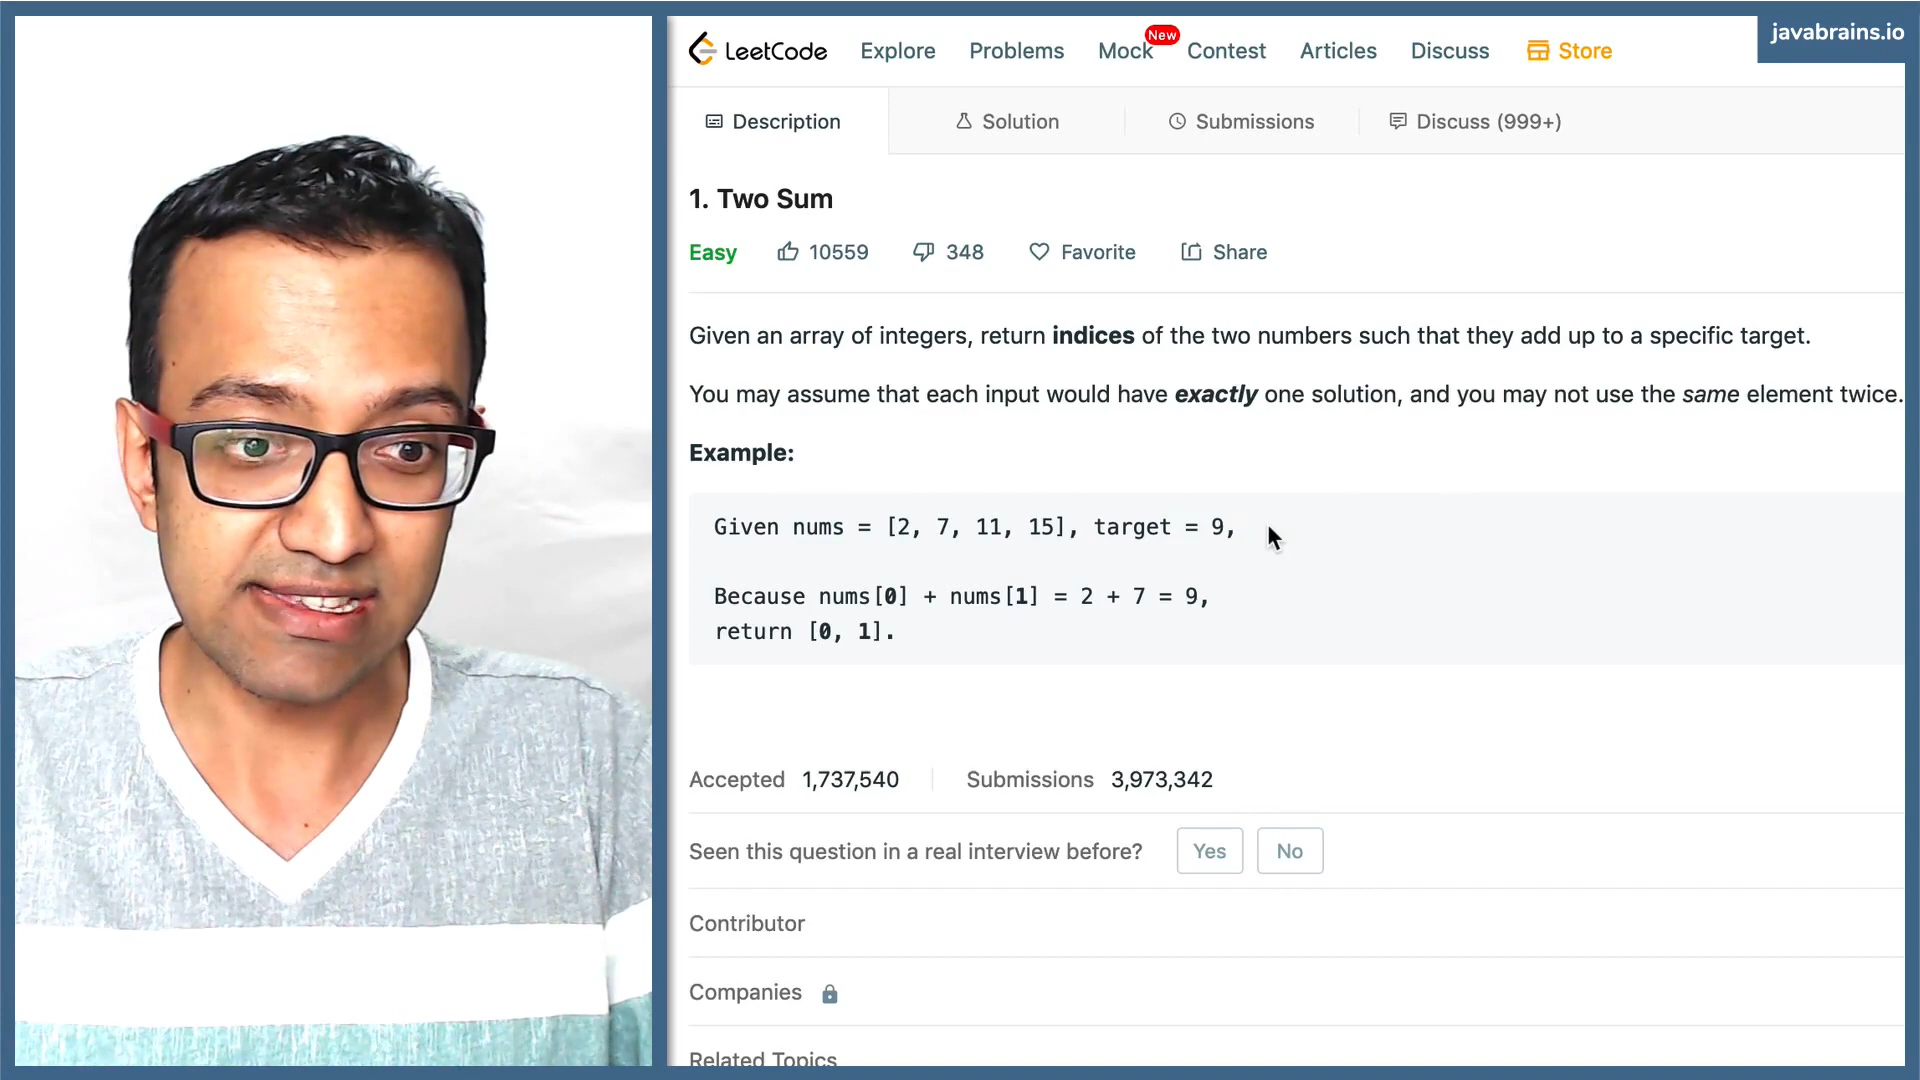 javabrains.io
LeetCode Explore Problems Mock New Contest Articles Discuss Store
Description Solution Submissions Discuss (999+)
1. Two Sum
Easy 10559 348 Favorite Share
Given an array of integers, return indices of the two numbers such that they add up to a specific target.
You may assume that each input would have exactly one solution, and you may not use the same element twice.
Example:
Given nums = [2, 7, 11, 15], target = 9,
Because nums[0] + nums[1] = 2 + 7 = 9,
return [0, 1].
Accepted 1,737,540 Submissions 3,973,342
Seen this question in a real interview before? Yes No
Contributor
Companies
Related Topics